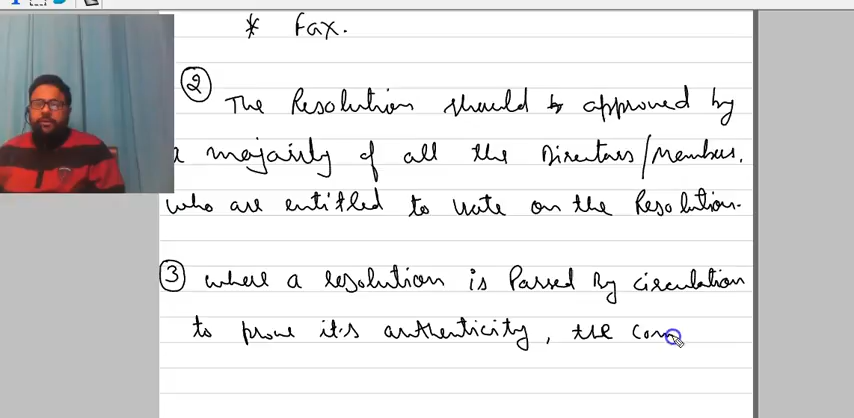 * Fax.
② The Resolution should b approved by
a majority of all the Directors/Members.
who are entitled to vote on the Resolution.
③ where a resolution is Passed By circulation
to prove it's authenticity, the com